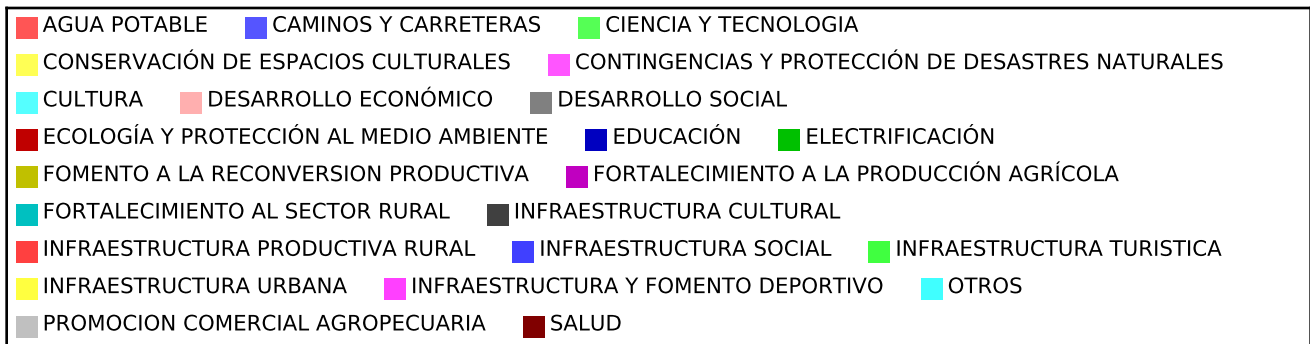 AGUA POTABLE CAMINOS Y CARRETERAS CIENCIA Y TECNOLOGIA
CONSERVACIÓN DE ESPACIOS CULTURALES CONTINGENCIAS Y PROTECCIÓN DE DESASTRES NATURALES
CULTURA DESARROLLO ECONÓMICO DESARROLLO SOCIAL
ECOLOGÍA Y PROTECCIÓN AL MEDIO AMBIENTE EDUCACIÓN ELECTRIFICACIÓN
FOMENTO A LA RECONVERSION PRODUCTIVA FORTALECIMIENTO A LA PRODUCCIÓN AGRÍCOLA
FORTALECIMIENTO AL SECTOR RURAL INFRAESTRUCTURA CULTURAL
INFRAESTRUCTURA PRODUCTIVA RURAL INFRAESTRUCTURA SOCIAL INFRAESTRUCTURA TURISTICA
INFRAESTRUCTURA URBANA INFRAESTRUCTURA Y FOMENTO DEPORTIVO OTROS
PROMOCION COMERCIAL AGROPECUARIA SALUD